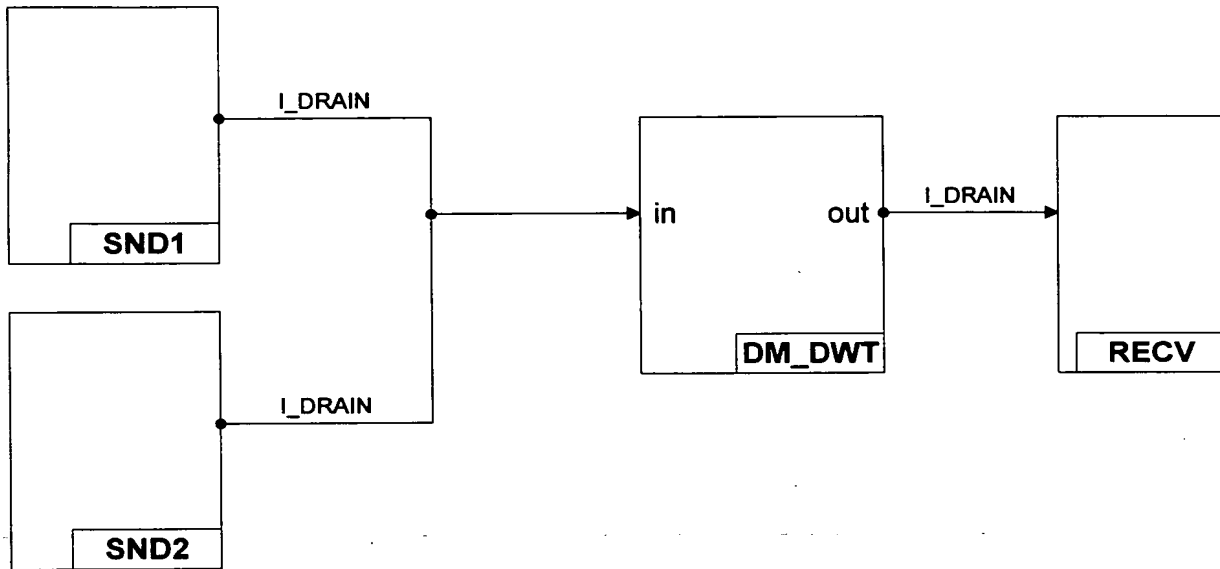 I_DRAIN
SND1
I_DRAIN
SND2
in
out
DM_DWT
I_DRAIN
RECV